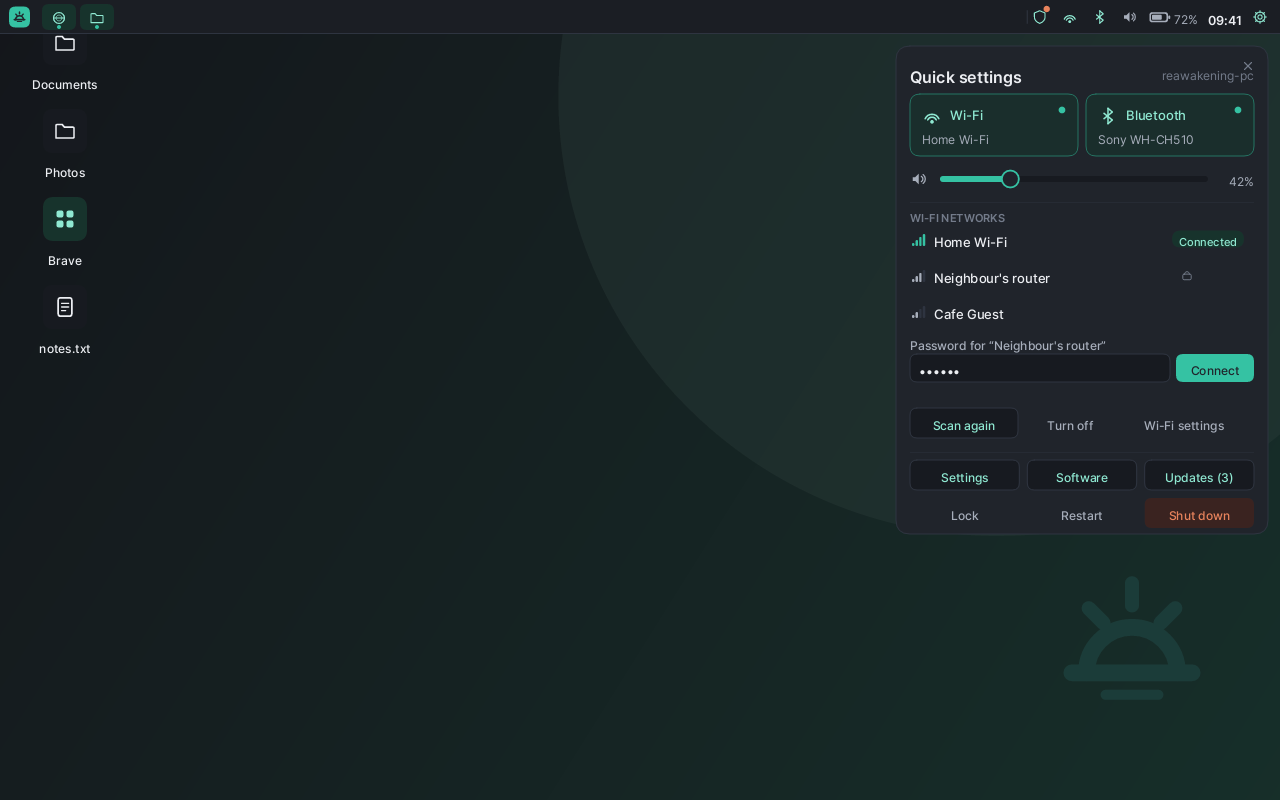 72% 09:41
Documents
Photos
Brave
notes.txt
Quick settings
reawakening-pc
Wi-Fi
Home Wi-Fi
Bluetooth
Sony WH-CH510
42%
WI-FI NETWORKS
Home Wi-Fi
Connected
Neighbour's router
Cafe Guest
Password for “Neighbour's router”
••••••
Connect
Scan again
Turn off
Wi-Fi settings
Settings
Software
Updates (3)
Lock
Restart
Shut down